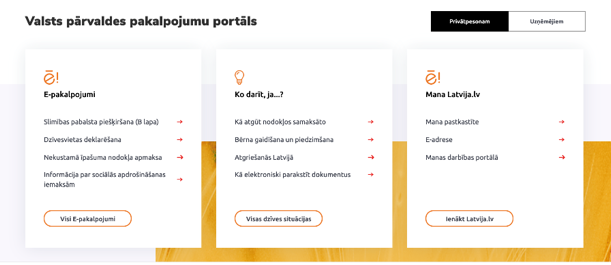 Valsts pārvaldes pakalpojumu portāls
Privātpersonam
Uzņēmējiem
ē!
E-pakalpojumi
Slimības pabalsta piešķiršana (B lapa)
Dzīvesvietas deklarēšana
Nekustamā īpašuma nodokļa apmaksa
Informācija par sociālās apdrošināšanas
iemaksām
Visi E-pakalpojumi
Ko darīt, ja...?
Kā atgūt nodokļos samaksāto
Bērna gaidīšana un piedzimšana
Atgriešanās Latvijā
Kā elektroniski parakstīt dokumentus
Visas dzīves situācijas
ē!
Mana Latvija.lv
Mana pastkastīte
E-adrese
Manas darbības portālā
Ienākt Latvija.lv